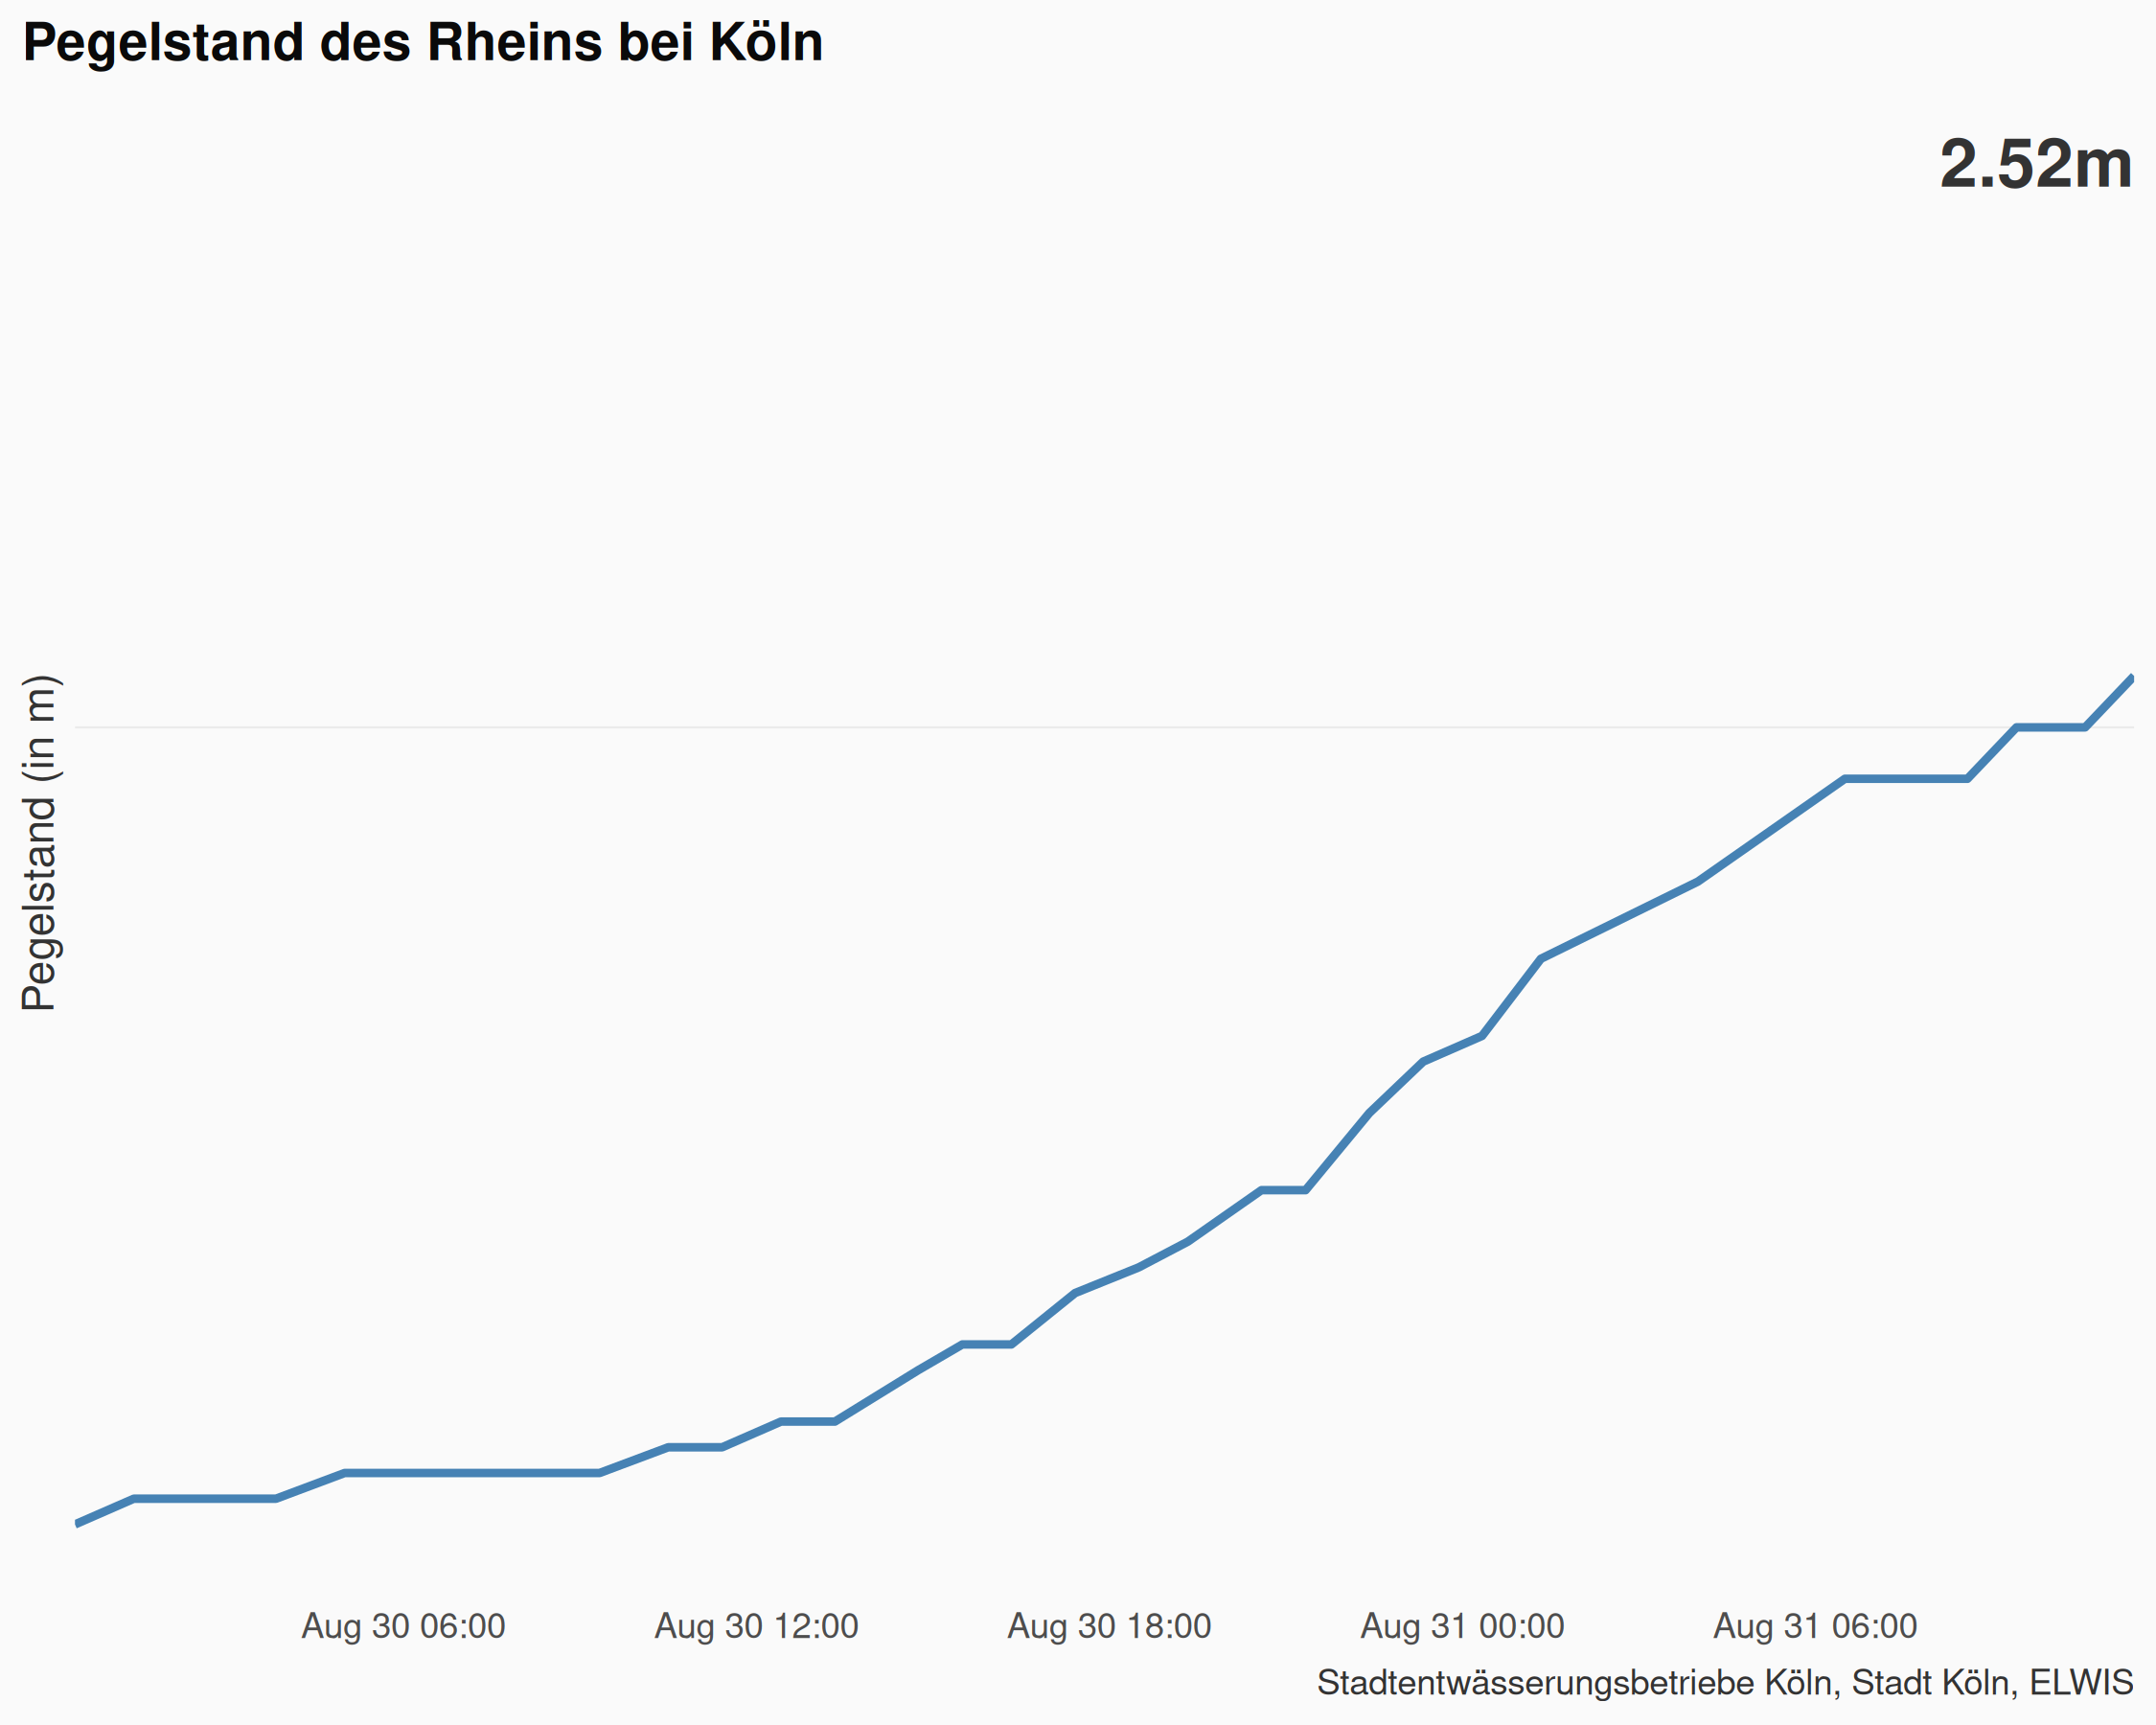 Pegelstand des Rheins bei Köln
2.52m
Pegelstand (in m)
Aug 30 06:00 Aug 30 12:00 Aug 30 18:00 Aug 31 00:00 Aug 31 06:00
Stadtentwässerungsbetriebe Köln, Stadt Köln, ELWIS